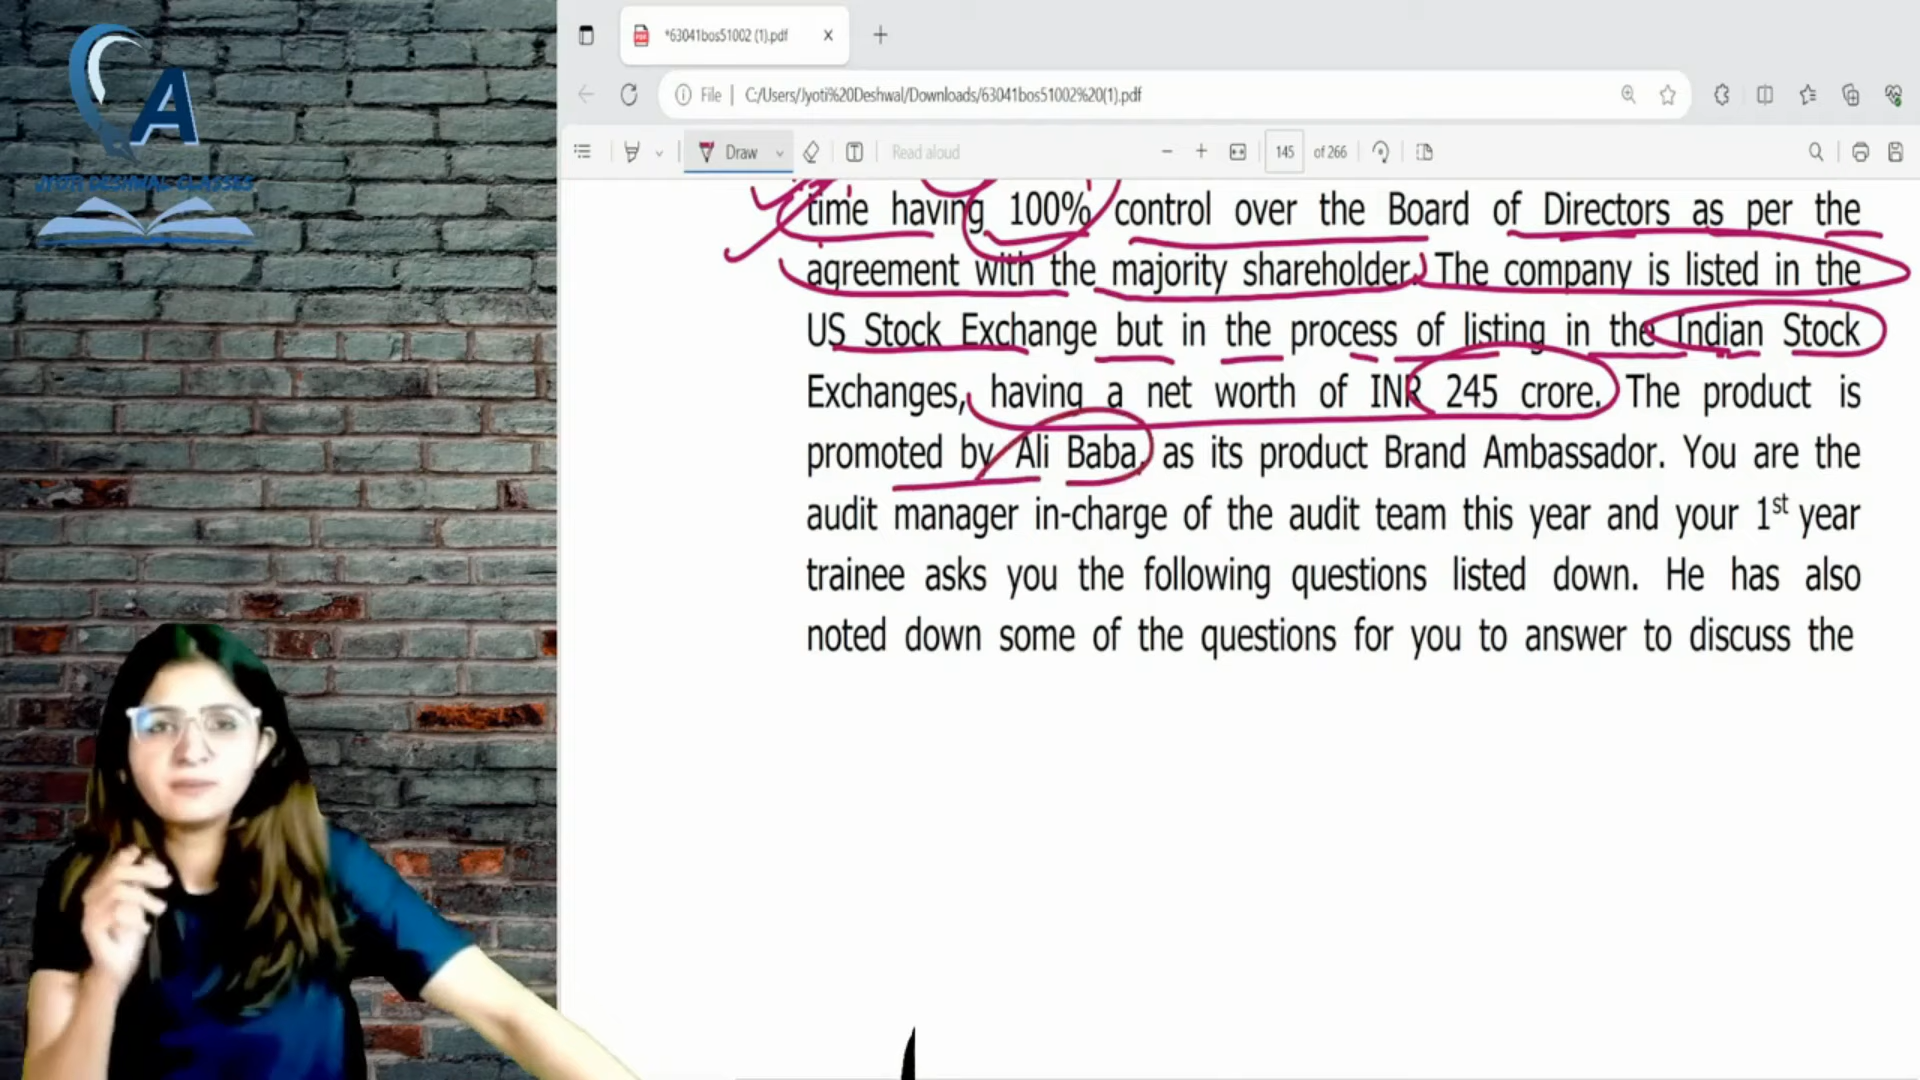 *63041bos51002 (1).pdf
File C:/Users/Jyoti%20Deshwal/Downloads/63041bos51002%20(1).pdf
Draw Read aloud 145 of 266
A
JYOTI DESHWAL CLASSES
time having 100% control over the Board of Directors as per the
agreement with the majority shareholder. The company is listed in the
US Stock Exchange but in the process of listing in the Indian Stock
Exchanges, having a net worth of INR 245 crore. The product is
promoted by Ali Baba, as its product Brand Ambassador. You are the
audit manager in-charge of the audit team this year and your 1st year
trainee asks you the following questions listed down. He has also
noted down some of the questions for you to answer to discuss the